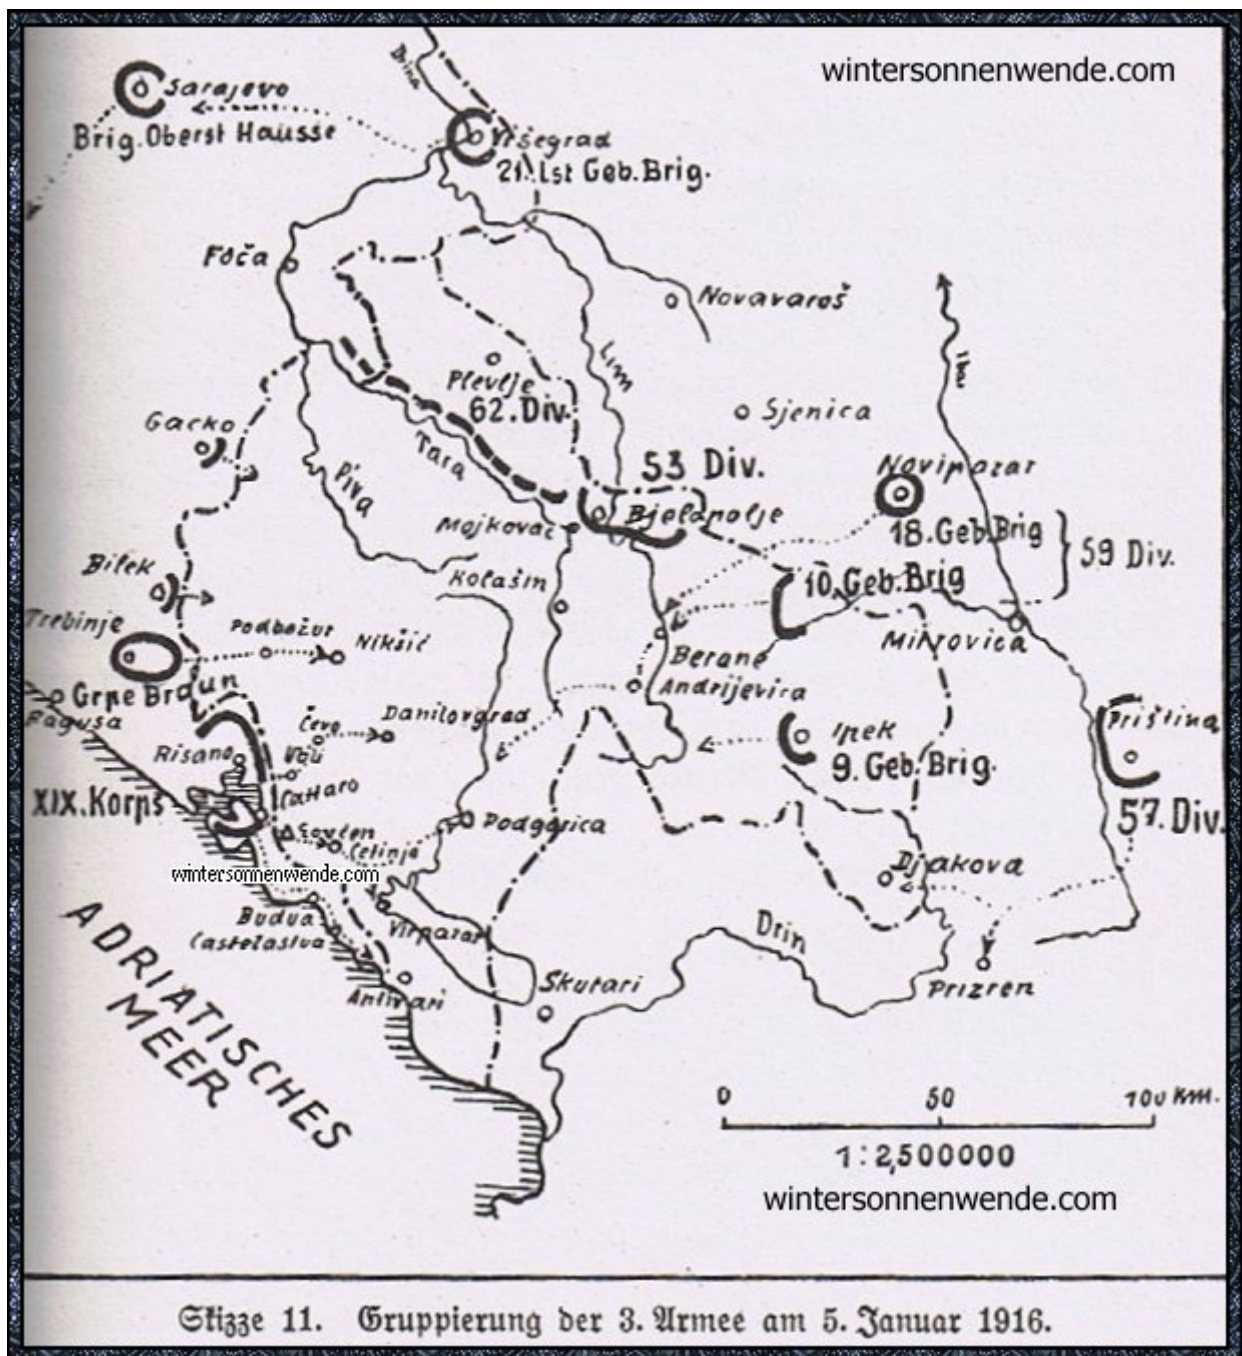 wintersonnenwende.com
Drina
Sarajevo
Brig. Oberst Hausse
Višegrad
21. Lst Geb. Brig.
Foča
Novavaroš
Lim
Ibar
Plevlje
62. Div.
Sjenica
Gacko
Tara
Piva
53 Div.
Novipazar
Bjelopolje
Mojkovac
18. Geb. Brig
59 Div.
Bilek
Kolašin
10. Geb. Brig
Trebinje
Podbožur
Nikšić
Mitrovica
Berane
Andrijevica
Grpe Braun
Ragusa
Čevo
Danilovgrad
Risano
Ipek
9. Geb. Brig.
Priština
57. Div.
XIX. Korps
Cattaro
Lovčen
Cetinje
Podgorica
wintersonnenwende.com
Djakova
Budua
Castelastua
Virpazar
Drin
Antivari
Skutari
Prizren
ADRIATISCHES
MEER
0 50 100 Km.
1:2,500000
wintersonnenwende.com
Skizze 11. Gruppierung der 3. Armee am 5. Januar 1916.